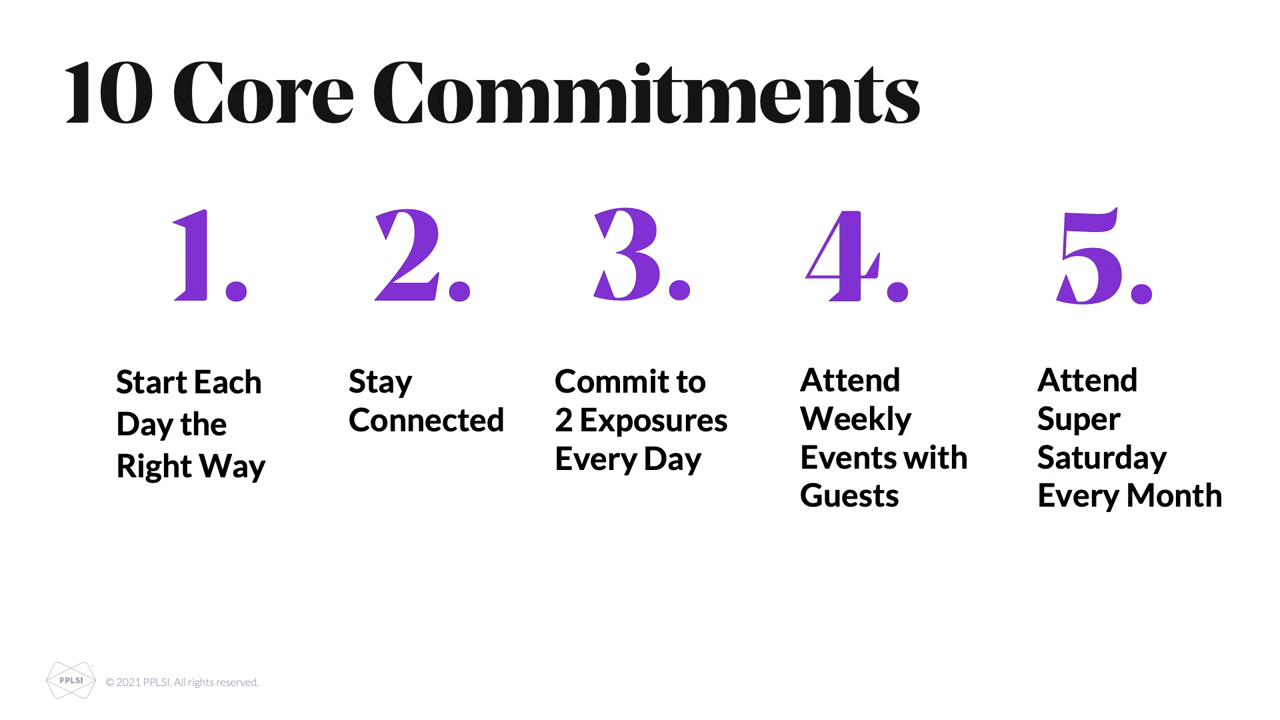 10 Core Commitments
1.
Start Each
Day the
Right Way
2.
Stay
Connected
3.
Commit to
2 Exposures
Every Day
4.
Attend
Weekly
Events with
Guests
5.
Attend
Super
Saturday
Every Month
PPLSI
© 2021 PPLSI. All rights reserved.